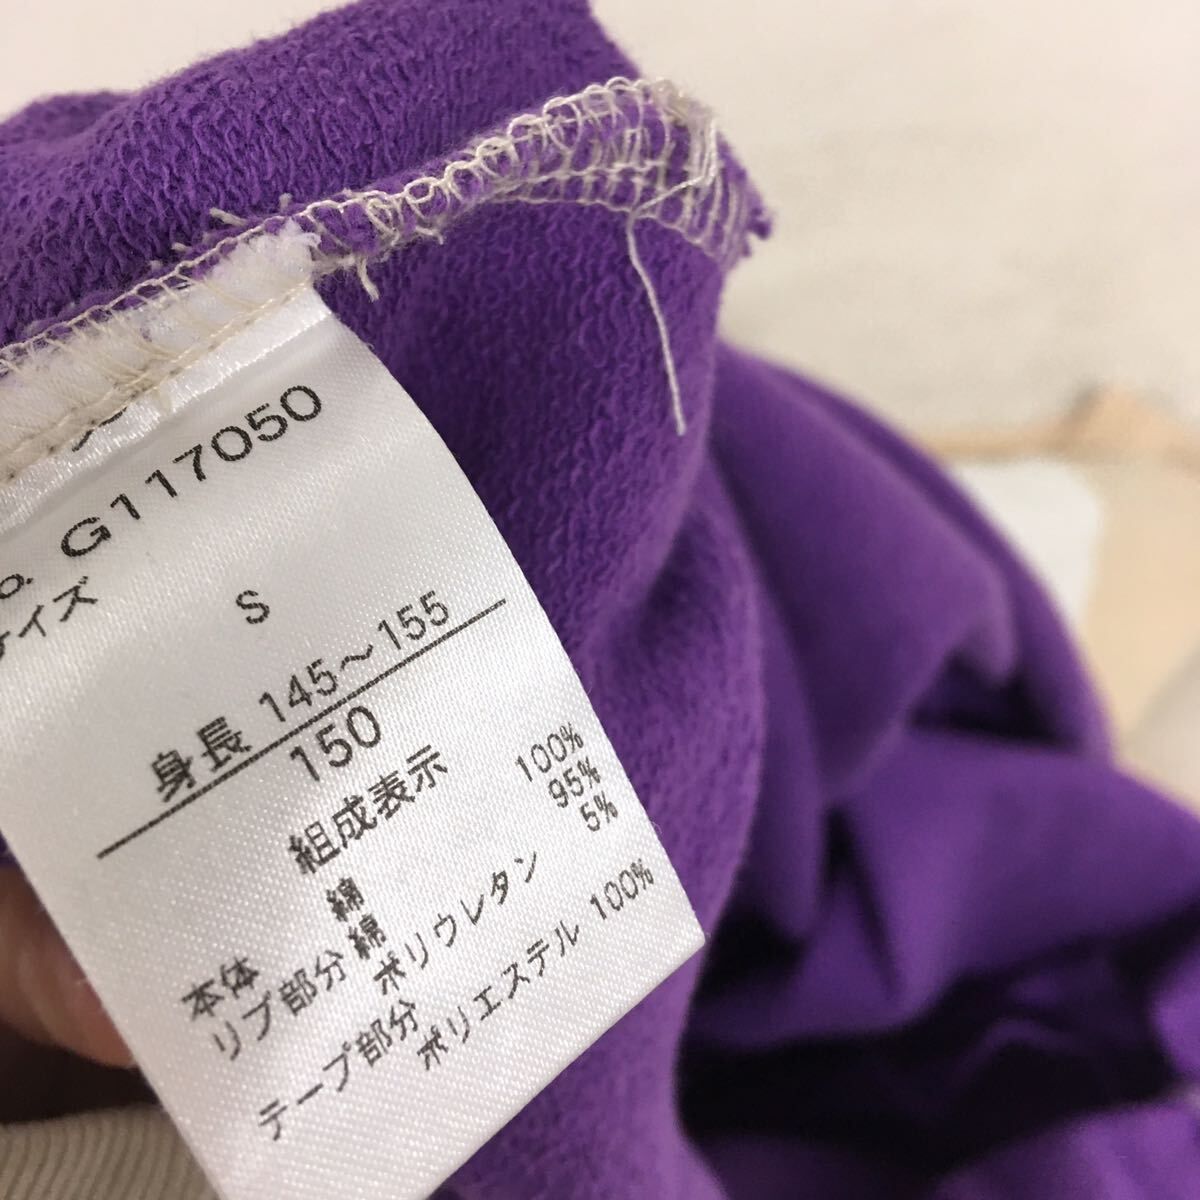 o. G117050
イズ S
身長 145～155
150
組成表示
本体 綿 100%
リブ部分 綿 95%
ポリウレタン 5%
テープ部分
ポリエステル 100%